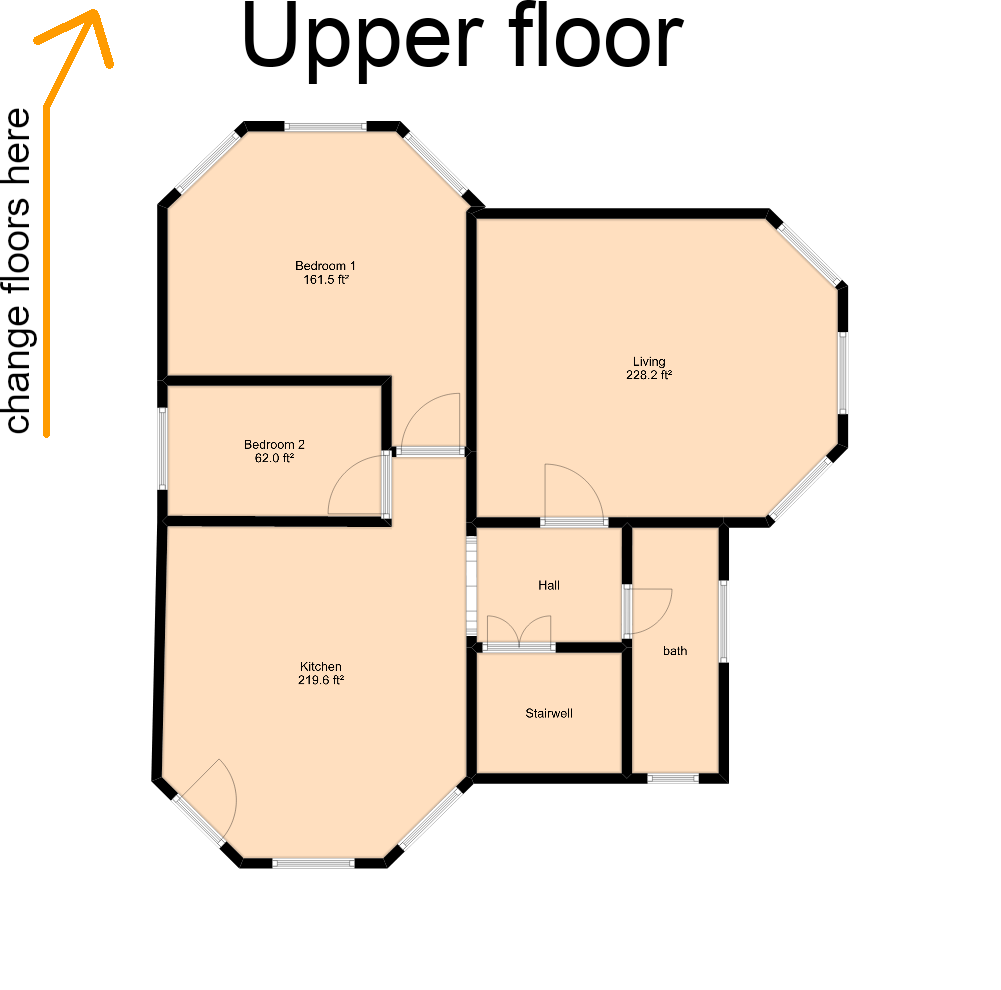 Upper floor
change floors here
Bedroom 1
161.5 ft²
Living
228.2 ft²
Bedroom 2
62.0 ft²
Hall
bath
Kitchen
219.6 ft²
Stairwell